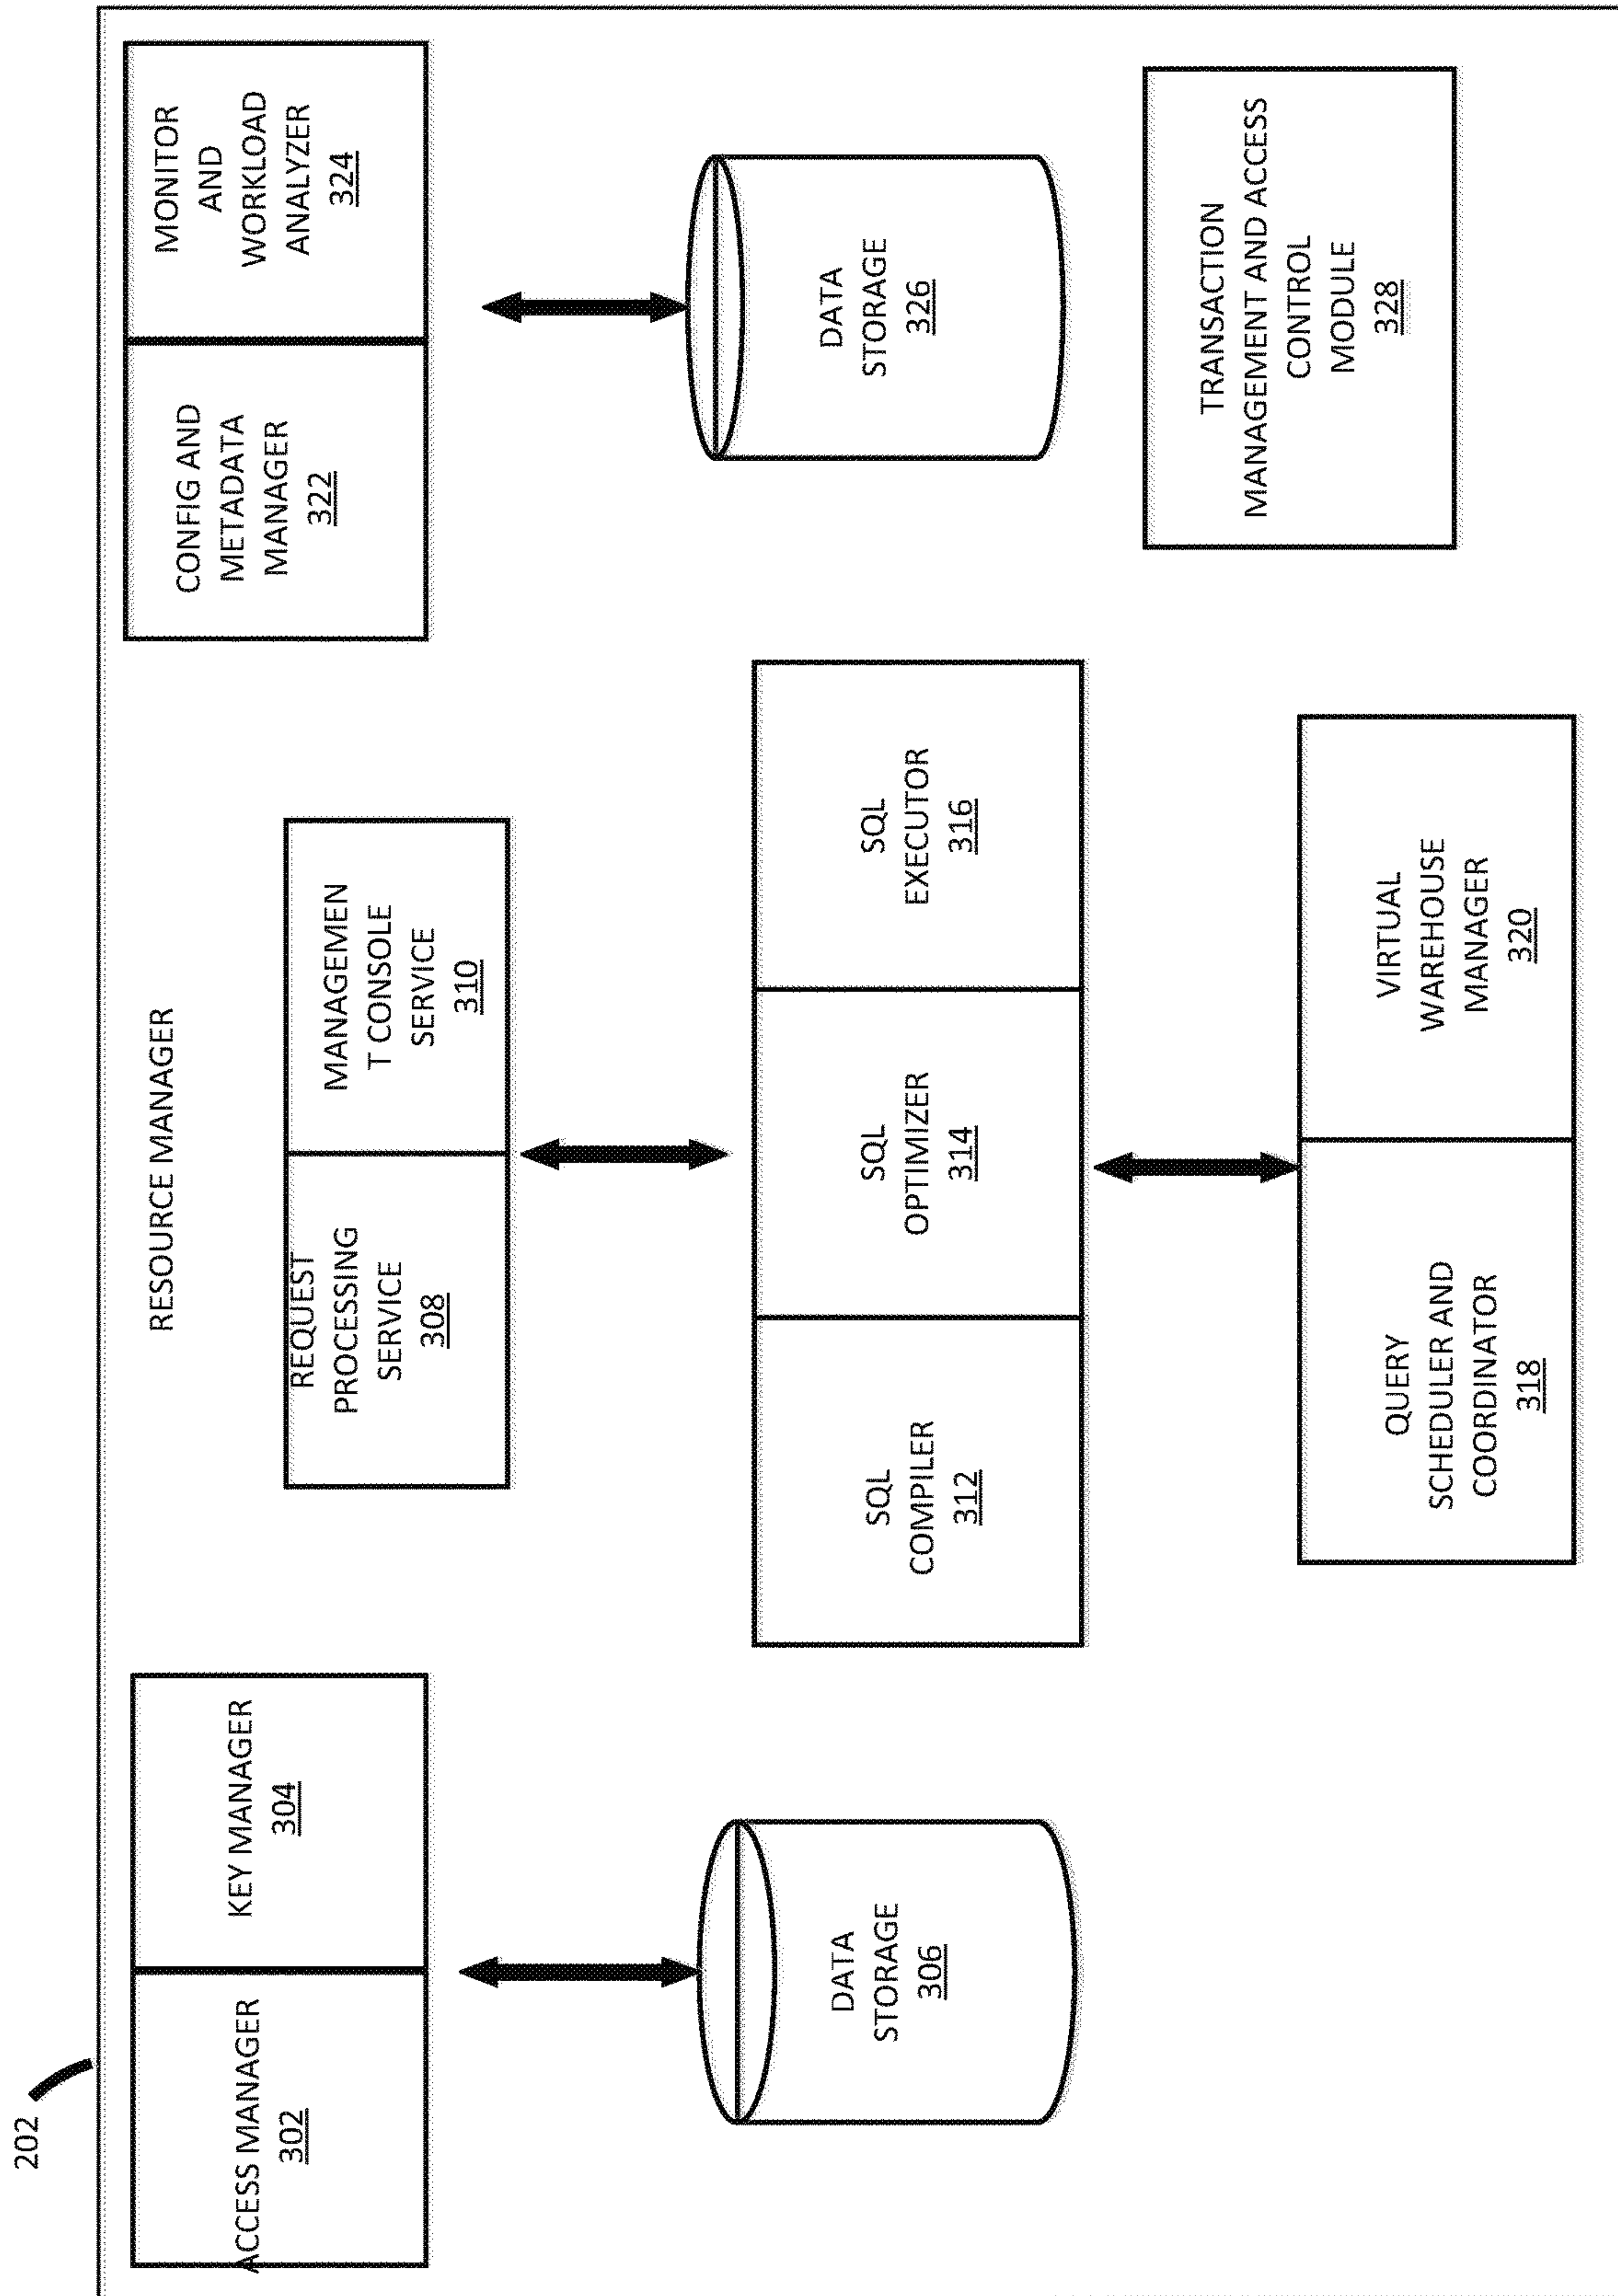 202
RESOURCE MANAGER
ACCESS MANAGER
302
KEY MANAGER
304
DATA
STORAGE
306
REQUEST
PROCESSING
SERVICE
308
MANAGEMEN
T CONSOLE
SERVICE
310
SQL
COMPILER
312
SQL
OPTIMIZER
314
SQL
EXECUTOR
316
QUERY
SCHEDULER AND
COORDINATOR
318
VIRTUAL
WAREHOUSE
MANAGER
320
CONFIG AND
METADATA
MANAGER
322
MONITOR
AND
WORKLOAD
ANALYZER
324
DATA
STORAGE
326
TRANSACTION
MANAGEMENT AND ACCESS
CONTROL
MODULE
328